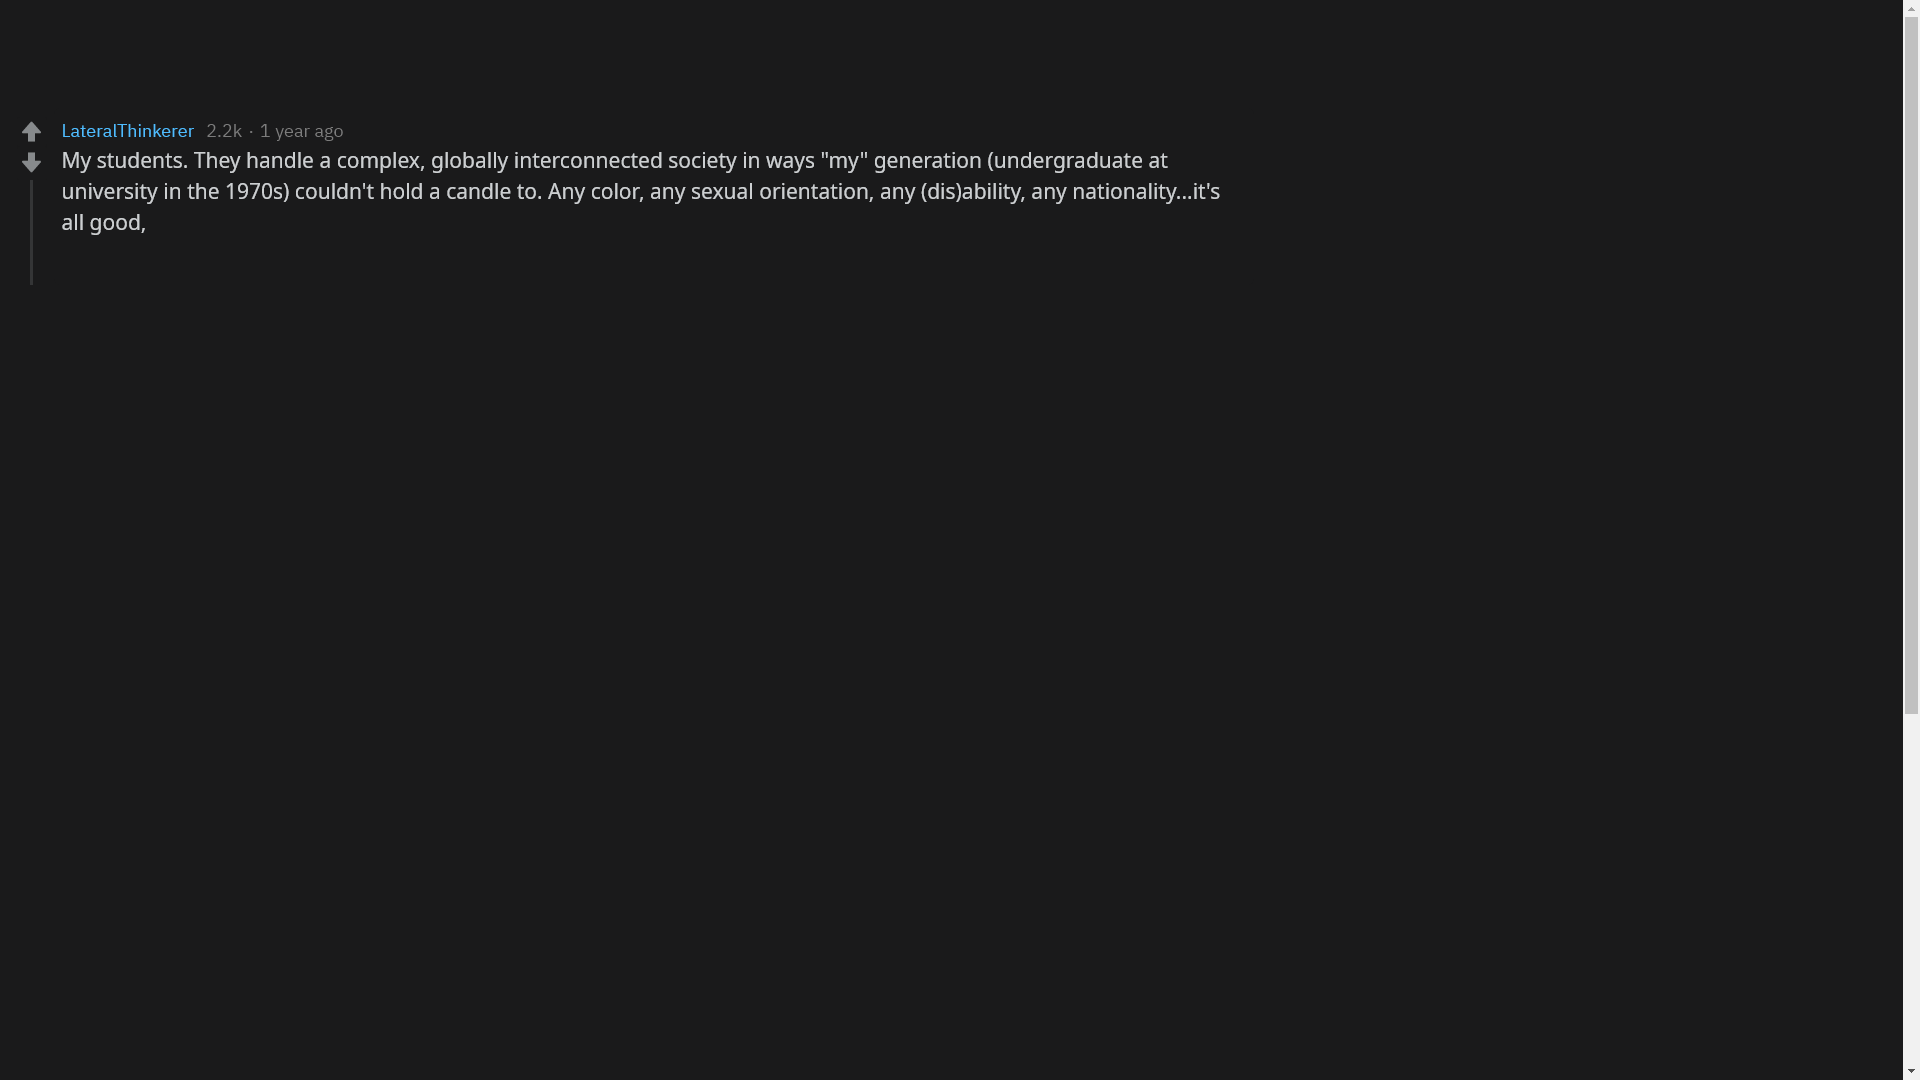 LateralThinkerer 2.2k · 1 year ago
My students. They handle a complex, globally interconnected society in ways "my" generation (undergraduate at
university in the 1970s) couldn't hold a candle to. Any color, any sexual orientation, any (dis)ability, any nationality...it's
all good,